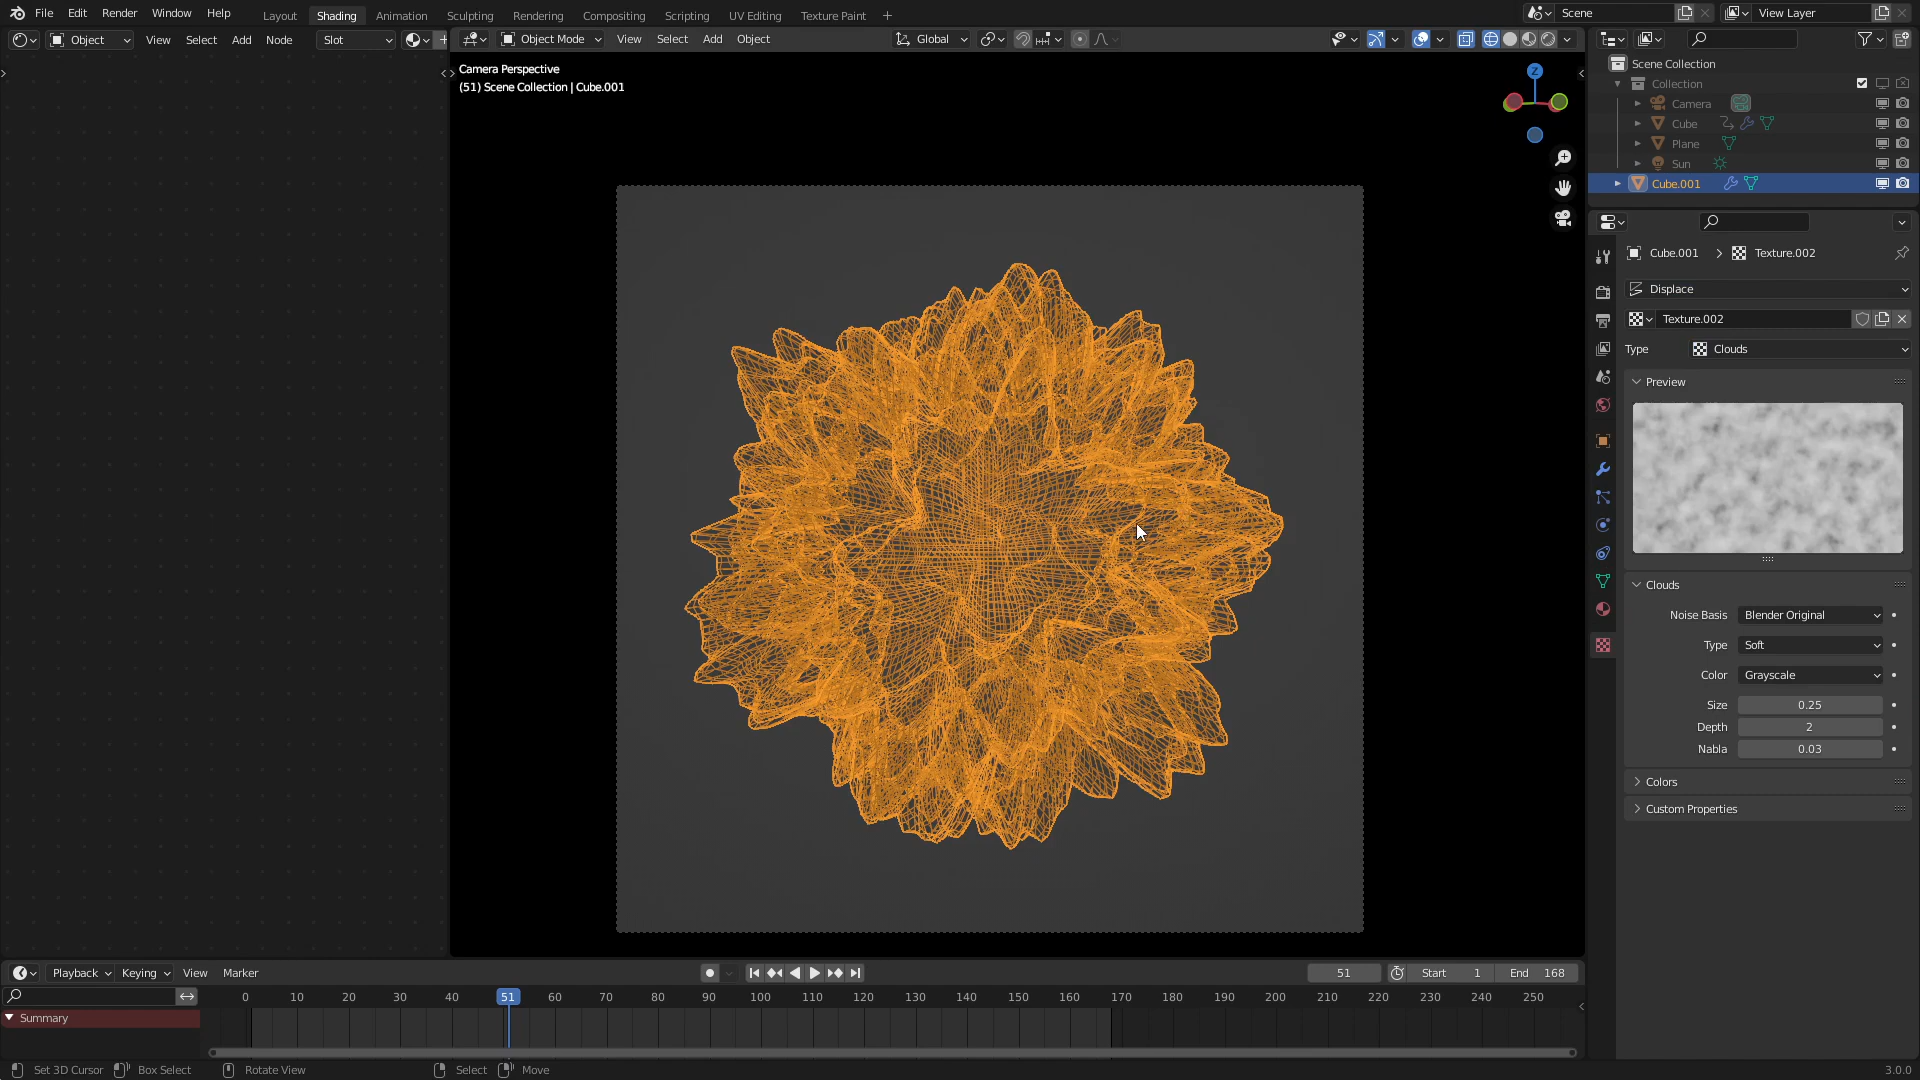 File Edit Render Window Help Layout Shading Animation Sculpting Rendering Compositing Scripting UV Editing Texture Paint + Scene View Layer
Object View Select Add Node Slot Object Mode View Select Add Object Global
Camera Perspective
(51) Scene Collection | Cube.001
Z
Scene Collection
Collection
Camera
Cube
Plane
Sun
Cube.001
Cube.001 > Texture.002
Displace
Texture.002
Type Clouds
Preview
Clouds
Noise Basis Blender Original
Type Soft
Color Grayscale
Size 0.25
Depth 2
Nabla 0.03
Colors
Custom Properties
Playback Keying View Marker 51 Start 1 End 168
0 10 20 30 40 51 60 70 80 90 100 110 120 130 140 150 160 170 180 190 200 210 220 230 240 250
Summary
Set 3D Cursor Box Select Rotate View Select Move 3.0.0